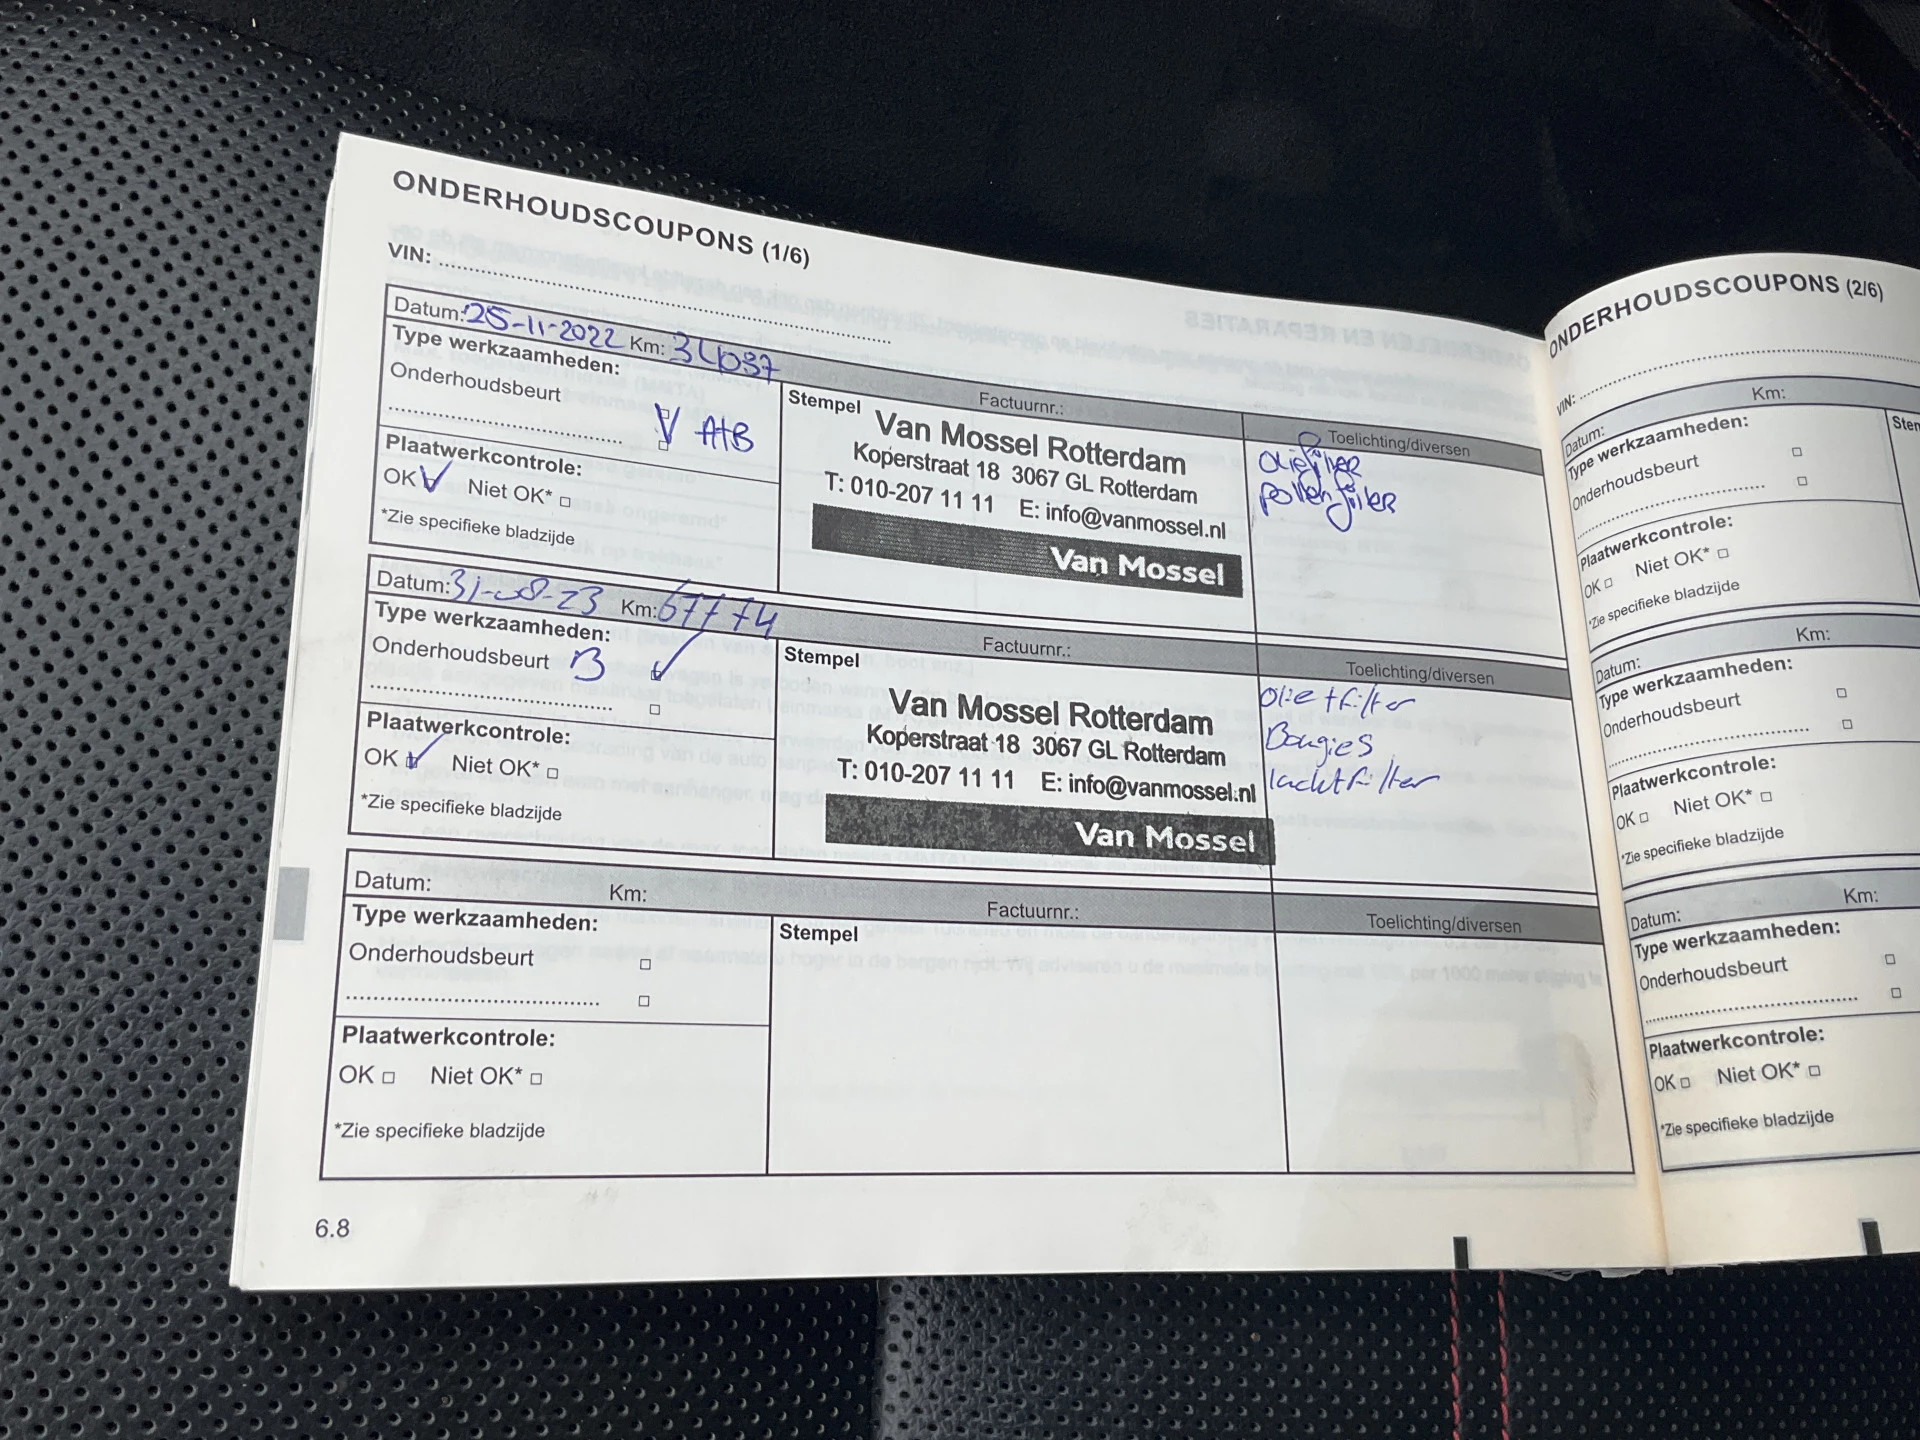 ONDERHOUDSCOUPONS (1/6)
VIN:
Datum: 25-11-2022 Km: Factuurnr.: Toelichting/diversen
Type werkzaamheden:
Onderhoudsbeurt
V A+B
Plaatwerkcontrole:
OK V Niet OK*
*Zie specifieke bladzijde
Stempel
Van Mossel Rotterdam
Koperstraat 18 3067 GL Rotterdam
T: 010-207 11 11 E: info@vanmossel.nl
Van Mossel
pollenfilter
Datum: 31-08-23 Km: 67774 Factuurnr.: Toelichting/diversen
Type werkzaamheden:
Onderhoudsbeurt B
Plaatwerkcontrole:
OK Niet OK*
*Zie specifieke bladzijde
Stempel
Van Mossel Rotterdam
Koperstraat 18 3067 GL Rotterdam
T: 010-207 11 11 E: info@vanmossel.nl
Van Mossel
Olie + filter
Bougies
luchtfilter
Datum: Km: Factuurnr.: Toelichting/diversen
Type werkzaamheden:
Onderhoudsbeurt
Plaatwerkcontrole:
OK Niet OK*
*Zie specifieke bladzijde
Stempel
6.8
ONDERHOUDSCOUPONS (2/6)
VIN:
Datum: Km:
Type werkzaamheden:
Onderhoudsbeurt
Plaatwerkcontrole:
OK Niet OK*
*Zie specifieke bladzijde
Sten
Datum: Km:
Type werkzaamheden:
Onderhoudsbeurt
Plaatwerkcontrole:
OK Niet OK*
*Zie specifieke bladzijde
Datum: Km:
Type werkzaamheden:
Onderhoudsbeurt
Plaatwerkcontrole:
OK Niet OK*
*Zie specifieke bladzijde